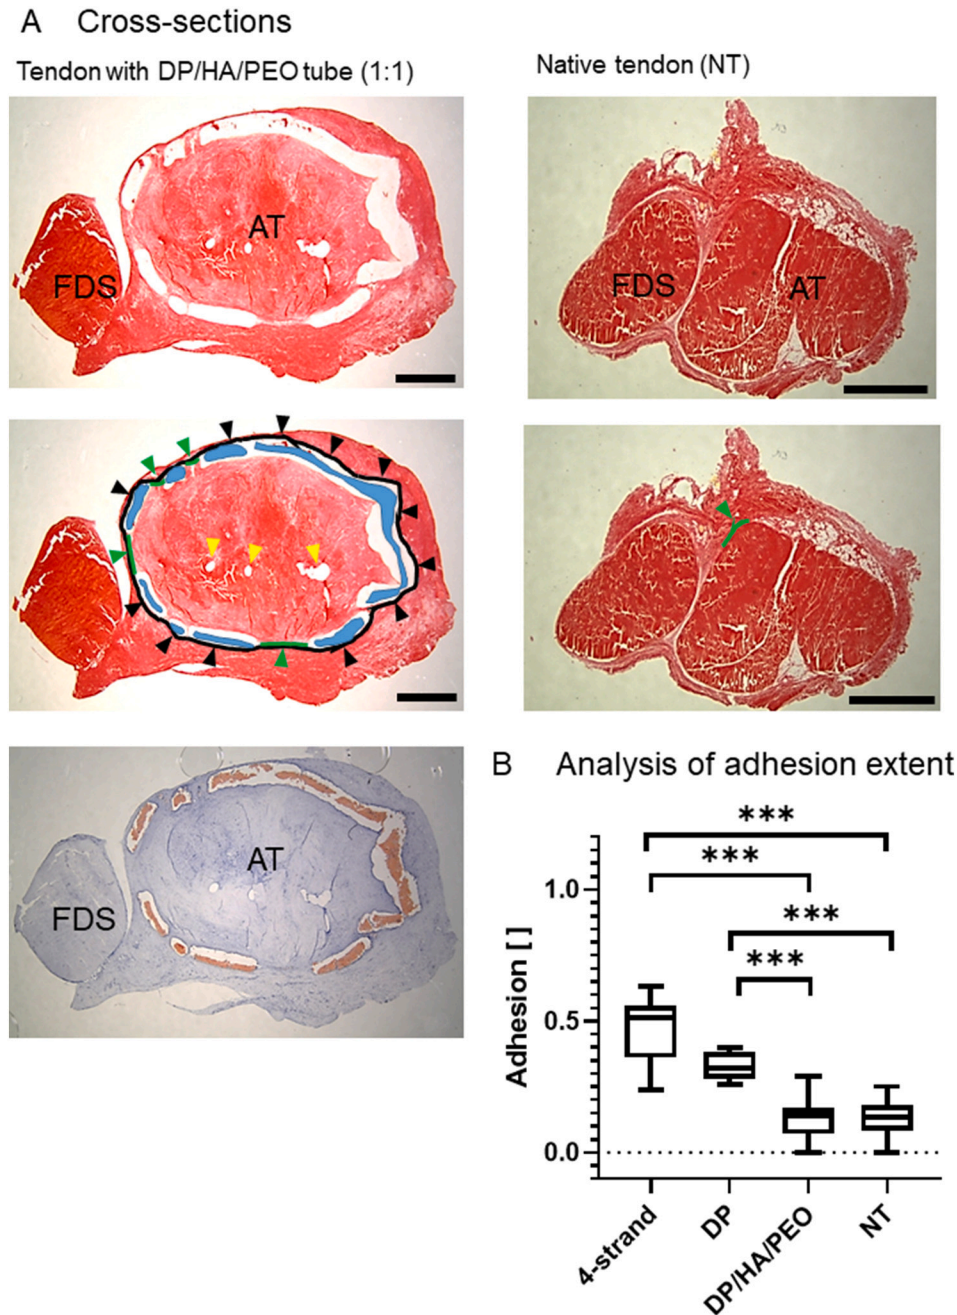 A Cross-sections
Tendon with DP/HA/PEO tube (1:1)
Native tendon (NT)
AT
FDS
FDS
AT
AT
FDS
B Analysis of adhesion extent
***
***
***
***
1.0
0.5
0.0
Adhesion [ ]
4-strand
DP
DP/HA/PEO
NT